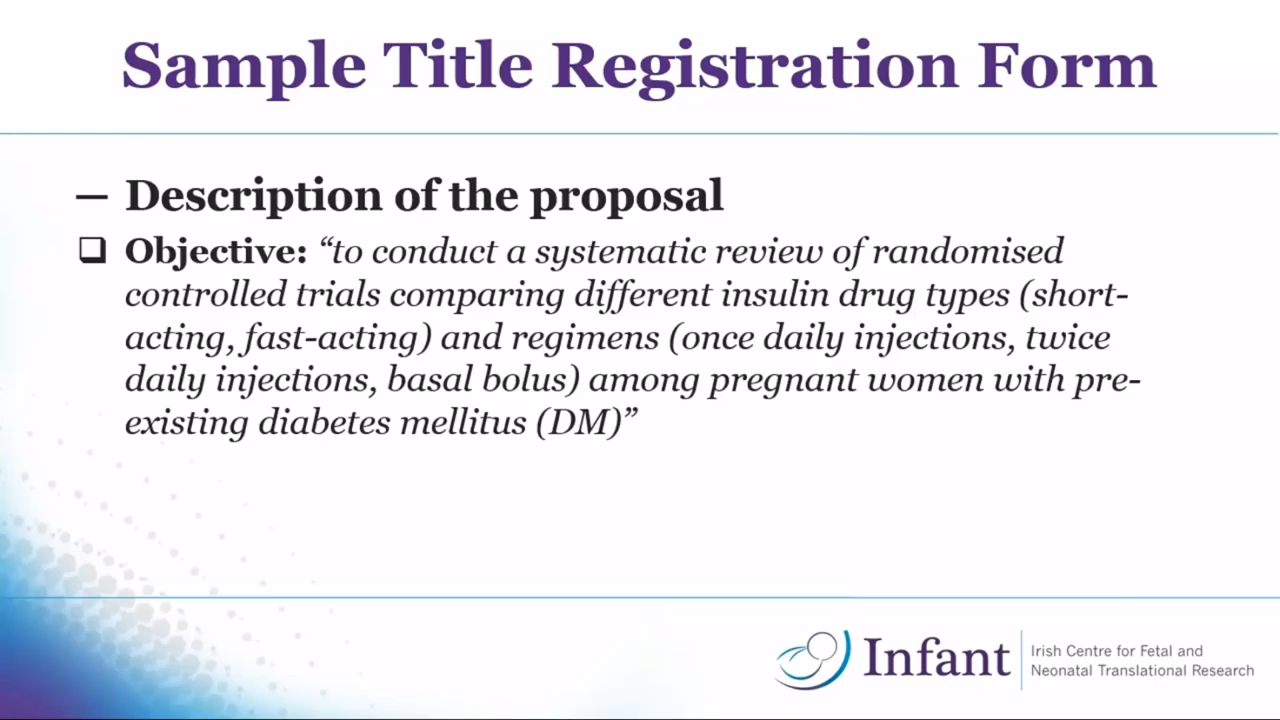 Sample Title Registration Form
— Description of the proposal
❑ Objective: “to conduct a systematic review of randomised
controlled trials comparing different insulin drug types (short-
acting, fast-acting) and regimens (once daily injections, twice
daily injections, basal bolus) among pregnant women with pre-
existing diabetes mellitus (DM)”
Infant
Irish Centre for Fetal and
Neonatal Translational Research